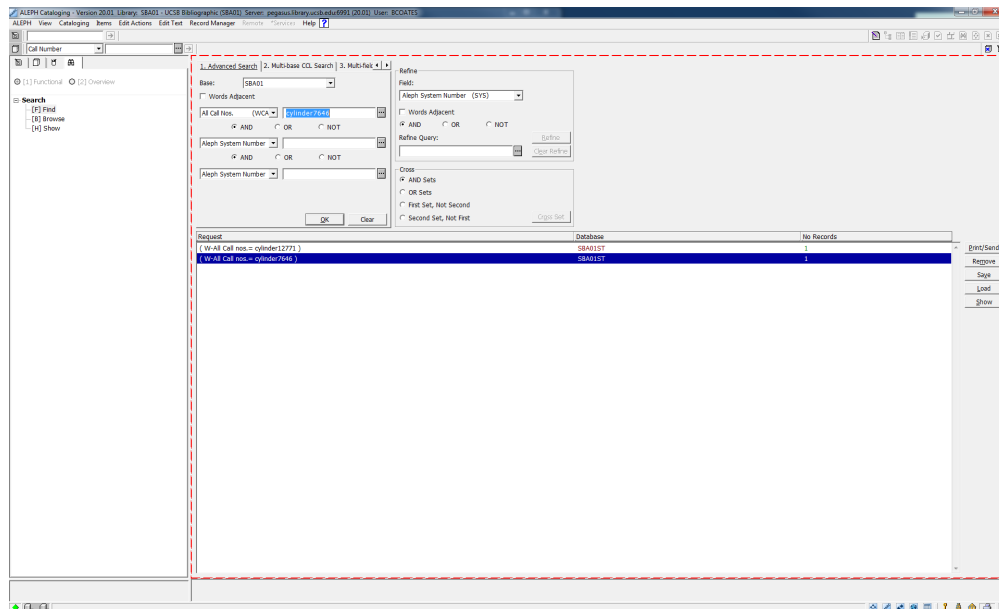 ALEPH Cataloging - Version 20.01 Library: SBA01 - UCSB Bibliographic (SBA01) Server: pegasus.library.ucsb.edu:6991 (20.01) User: BCOATES
ALEPH View Cataloging Items Edit Actions Edit Text Record Manager Remote *Services Help ?
Call Number
1. Advanced Search 2. Multi-base CCL Search 3. Multi-fiel
[1] Functional [2] Overview
Search
[F] Find
[B] Browse
[H] Show
Base: SBA01
Words Adjacent
All Call Nos. (WCA cylinder7646
AND OR NOT
Aleph System Number
AND OR NOT
Aleph System Number
OK Clear
Refine
Field:
Aleph System Number (SYS)
Words Adjacent
AND OR NOT
Refine Query: Refine
Clear Refine
Cross
AND Sets
OR Sets
First Set, Not Second
Second Set, Not First Cross Set
Request Database No Records
( W-All Call nos.= cylinder12771 ) SBA01ST 1
( W-All Call nos.= cylinder7646 ) SBA01ST 1
Print/Send
Remove
Save
Load
Show